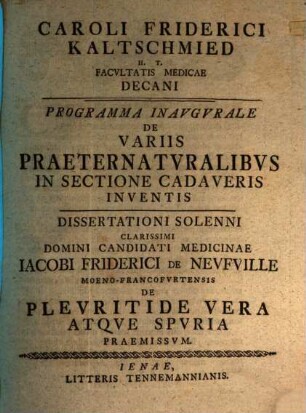 CAROLI FRIDERICI
KALTSCHMIED
H. T.
FACVLTATIS MEDICAE
DECANI
PROGRAMMA INAVGVRALE
DE
VARIIS
PRAETERNATVRALIBVS
IN SECTIONE CADAVERIS
INVENTIS
DISSERTATIONI SOLENNI
CLARISSIMI
DOMINI CANDIDATI MEDICINAE
IACOBI FRIDERICI DE NEVFVILLE
MOENO-FRANCOFVRTENSIS
DE
PLEVRITIDE VERA
ATQVE SPVRIA
PRAEMISSVM.
IENAE,
LITTERIS TENNEMANNIANIS.